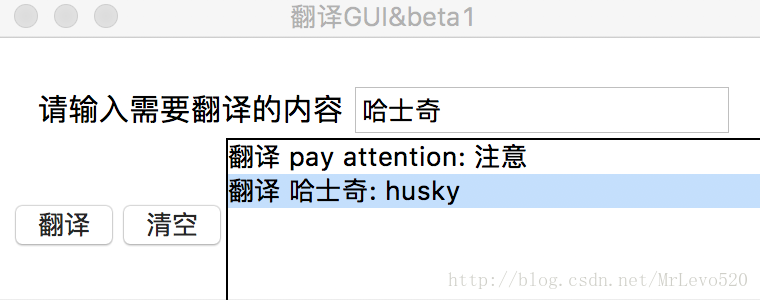 翻译GUI&beta1
请输入需要翻译的内容 哈士奇
翻译 pay attention: 注意
翻译 哈士奇: husky
翻译 清空
http://blog.csdn.net/MrLevo520